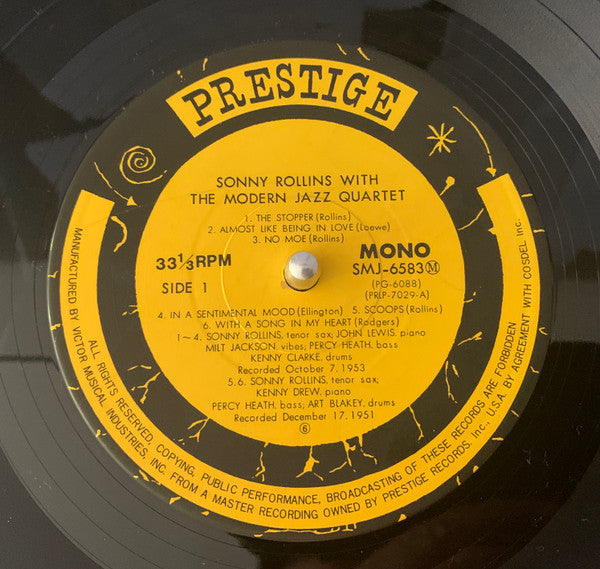 PRESTIGE
SONNY ROLLINS WITH
THE MODERN JAZZ QUARTET
1. THE STOPPER (Rollins)
2. ALMOST LIKE BEING IN LOVE (Loewe)
3. NO MOE (Rollins)
33⅓ RPM
SIDE 1
MONO
SMJ-6583 Ⓜ
(PG-6088)
(PRLP-7029-A)
4. IN A SENTIMENTAL MOOD (Ellington) 5. SCOOPS (Rollins)
6. WITH A SONG IN MY HEART (Rodgers)
1~4. SONNY ROLLINS, tenor sax; JOHN LEWIS, piano
MILT JACKSON, vibes; PERCY HEATH, bass;
KENNY CLARKE, drums
Recorded October 7. 1953
5.6. SONNY ROLLINS, tenor sax;
KENNY DREW, piano
PERCY HEATH, bass; ART BLAKEY, drums
Recorded December 17. 1951
⑥
ALL RIGHTS RESERVED, COPYING, PUBLIC PERFORMANCE, BROADCASTING OF THESE RECORDS ARE FORBIDDEN
MANUFACTURED BY VICTOR MUSICAL INDUSTRIES, INC. FROM A MASTER RECORDING OWNED BY PRESTIGE RECORDS, Inc., U.S.A. BY AGREEMENT WITH COSDEL inc.